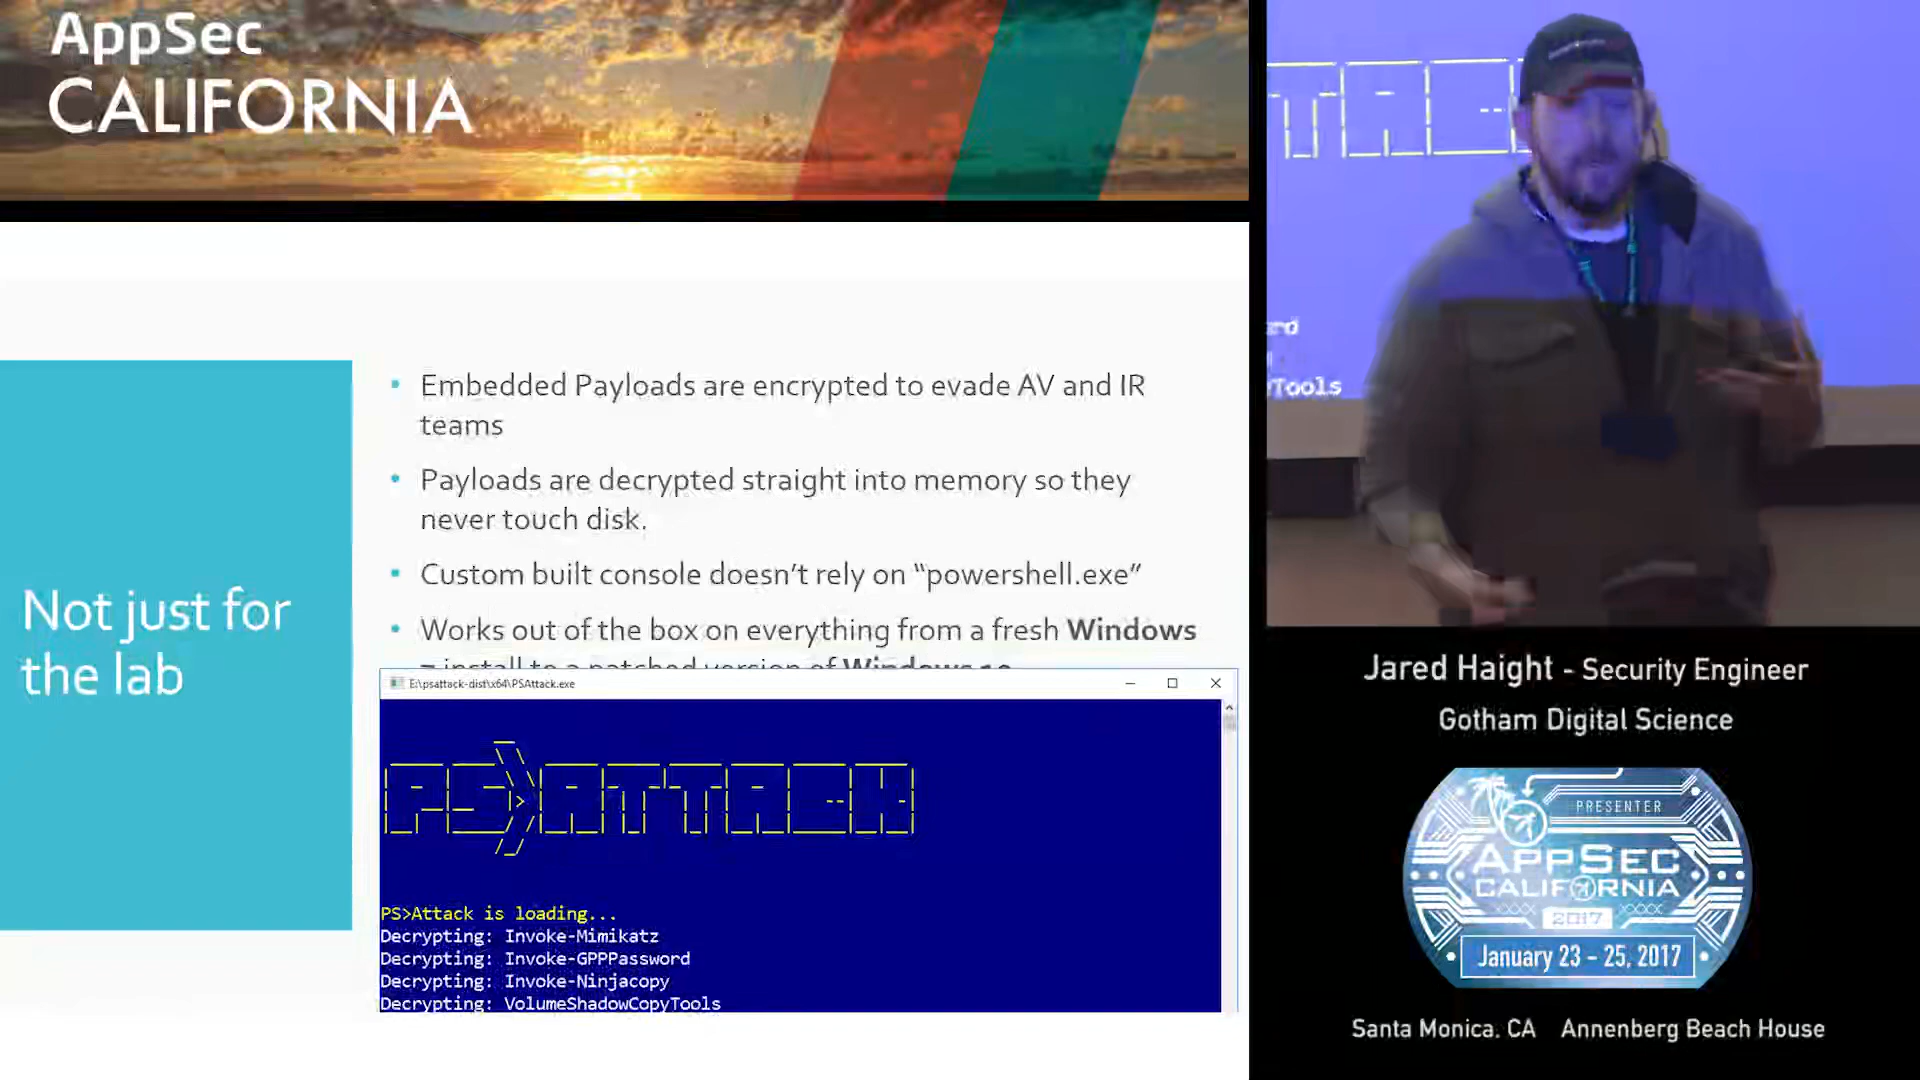 AppSec
CALIFORNIA
Not just for
the lab
• Embedded Payloads are encrypted to evade AV and IR
teams
• Payloads are decrypted straight into memory so they
never touch disk.
• Custom built console doesn't rely on "powershell.exe"
• Works out of the box on everything from a fresh Windows
7 install to a patched version of Windows 10
E:\psattack-dist\x64\PSAttack.exe
PS>ATTACK
PS>Attack is loading...
Decrypting: Invoke-Mimikatz
Decrypting: Invoke-GPPPassword
Decrypting: Invoke-Ninjacopy
Decrypting: VolumeShadowCopyTools
Tools
Jared Haight - Security Engineer
Gotham Digital Science
PRESENTER
APPSEC
CALIFORNIA
2017
January 23 - 25, 2017
Santa Monica, CA Annenberg Beach House